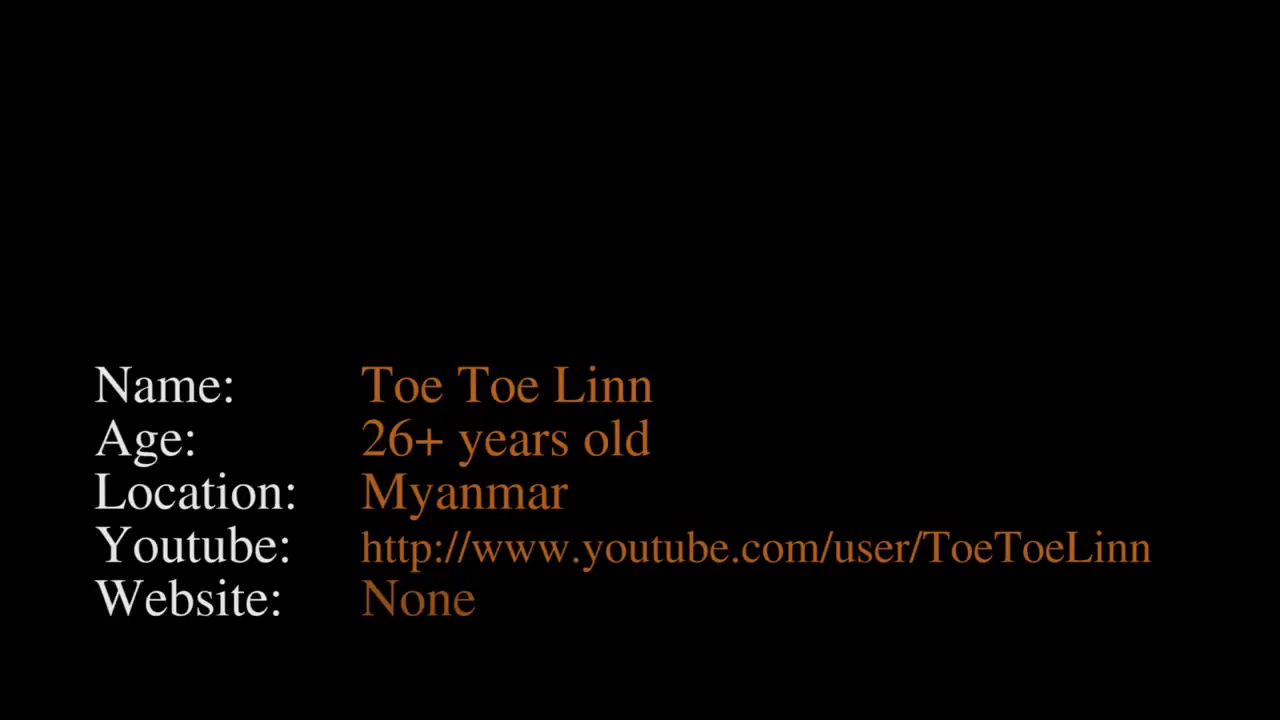 Name: Toe Toe Linn
Age: 26+ years old
Location: Myanmar
Youtube: http://www.youtube.com/user/ToeToeLinn
Website: None